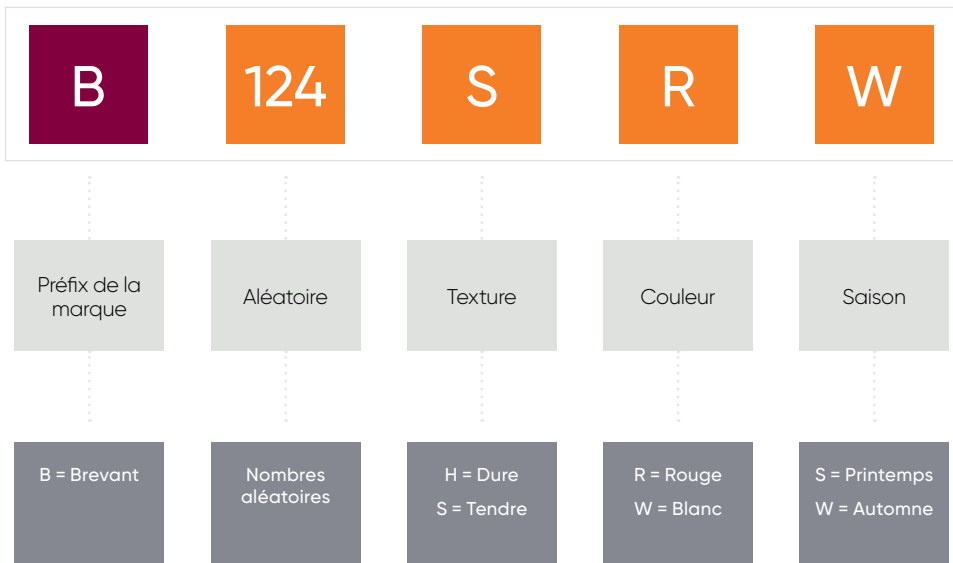 B 124 S R W
Préfix de la
marque
Aléatoire
Texture
Couleur
Saison
B = Brevant
Nombres
aléatoires
H = Dure
S = Tendre
R = Rouge
W = Blanc
S = Printemps
W = Automne